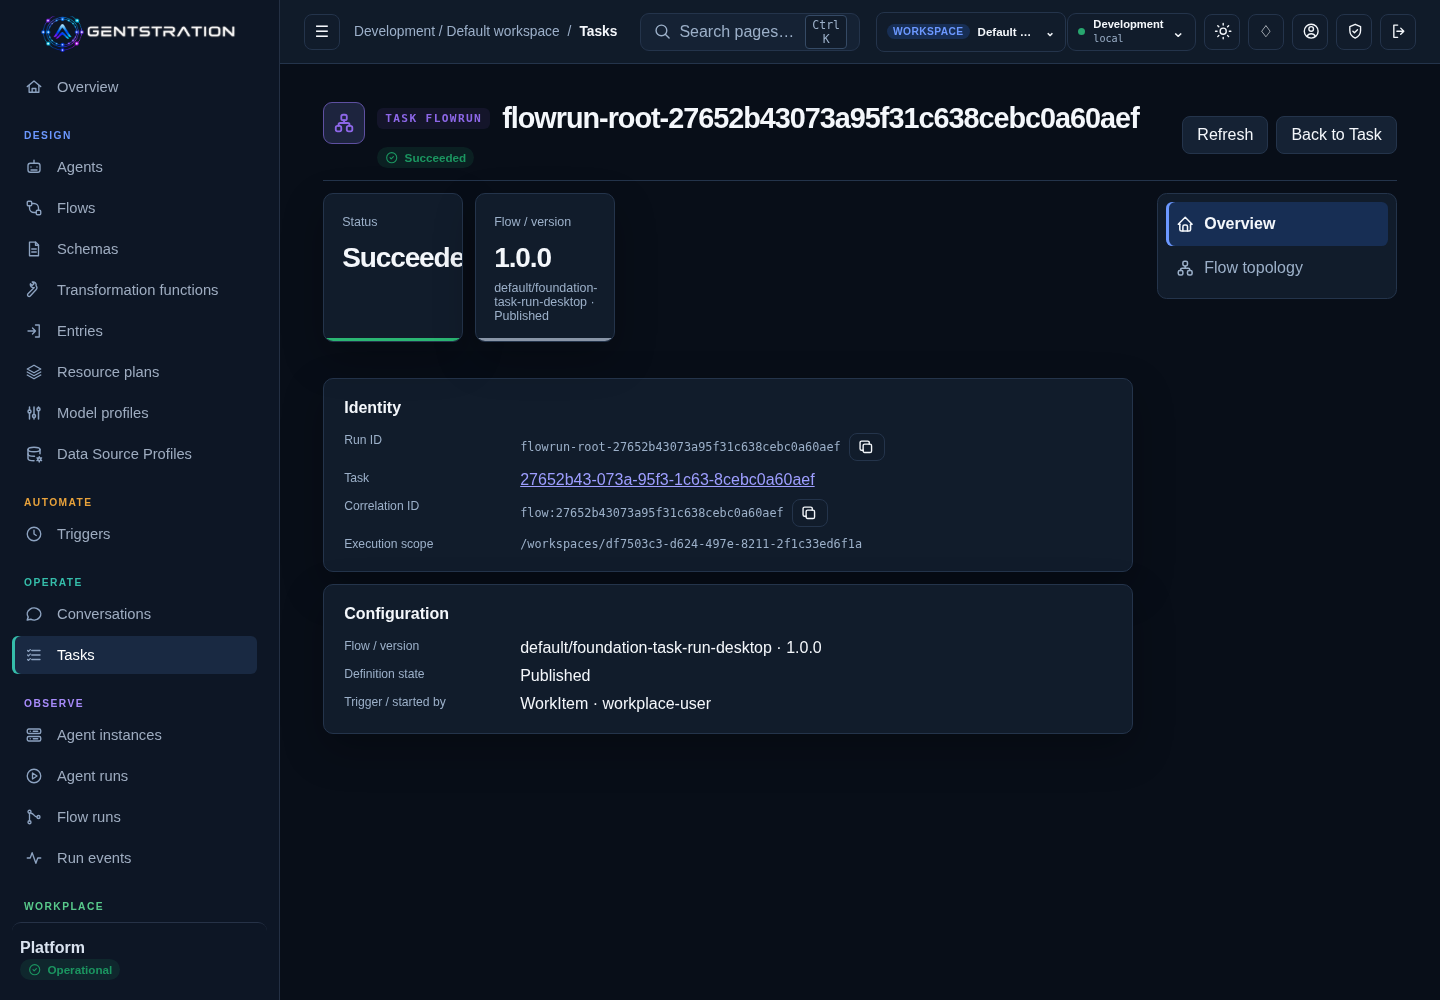 GENTSTRATION
Overview
DESIGN
Agents
Flows
Schemas
Transformation functions
Entries
Resource plans
Model profiles
Data Source Profiles
AUTOMATE
Triggers
OPERATE
Conversations
Tasks
OBSERVE
Agent instances
Agent runs
Flow runs
Run events
WORKPLACE
Platform
Operational
Development / Default workspace / Tasks
Search pages…
Ctrl
K
WORKSPACE Default …
Development
local
TASK FLOWRUN flowrun-root-27652b43073a95f31c638cebc0a60aef
Succeeded
Refresh
Back to Task
Status
Succeede
Flow / version
1.0.0
default/foundation-
task-run-desktop ·
Published
Overview
Flow topology
Identity
Run ID flowrun-root-27652b43073a95f31c638cebc0a60aef
Task 27652b43-073a-95f3-1c63-8cebc0a60aef
Correlation ID flow:27652b43073a95f31c638cebc0a60aef
Execution scope /workspaces/df7503c3-d624-497e-8211-2f1c33ed6f1a
Configuration
Flow / version default/foundation-task-run-desktop · 1.0.0
Definition state Published
Trigger / started by WorkItem · workplace-user